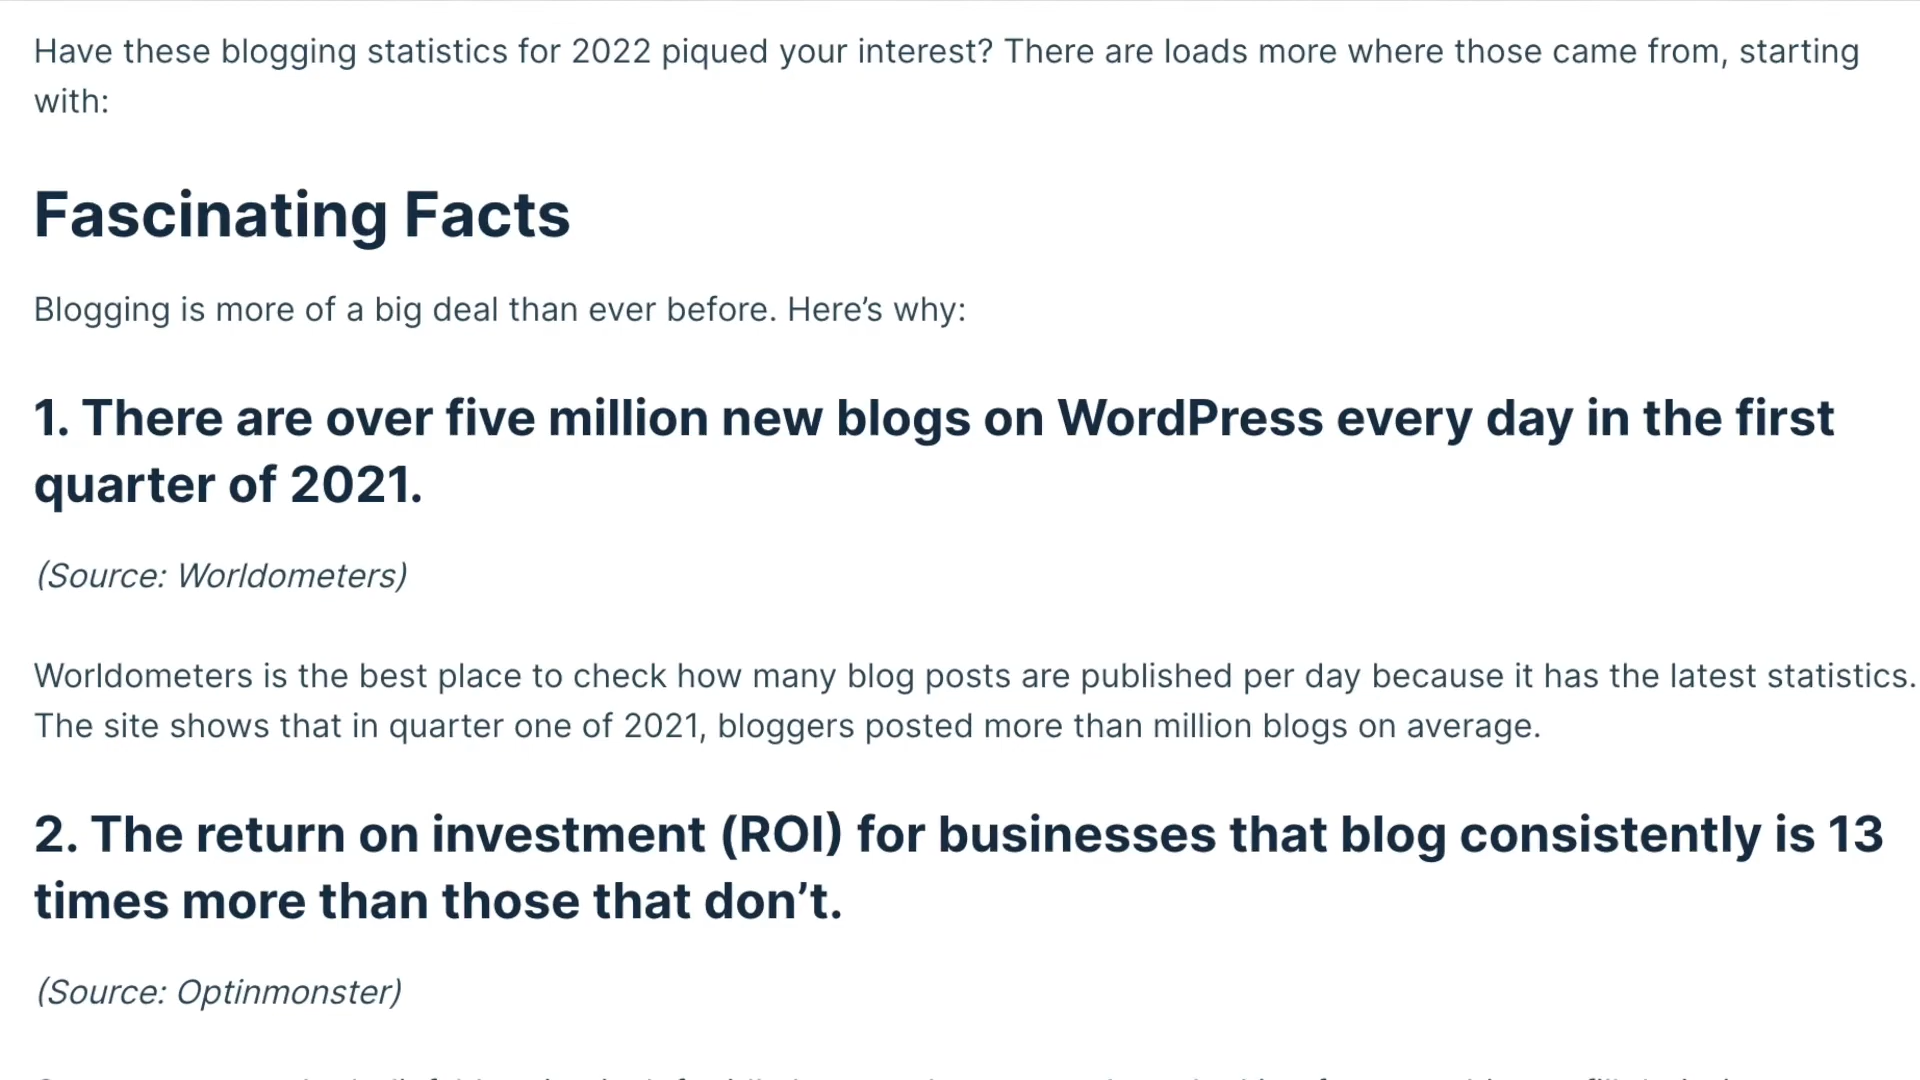 Have these blogging statistics for 2022 piqued your interest? There are loads more where those came from, starting
with:
Fascinating Facts
Blogging is more of a big deal than ever before. Here’s why:
1. There are over five million new blogs on WordPress every day in the first
quarter of 2021.
(Source: Worldometers)
Worldometers is the best place to check how many blog posts are published per day because it has the latest statistics.
The site shows that in quarter one of 2021, bloggers posted more than million blogs on average.
2. The return on investment (ROI) for businesses that blog consistently is 13
times more than those that don’t.
(Source: Optinmonster)